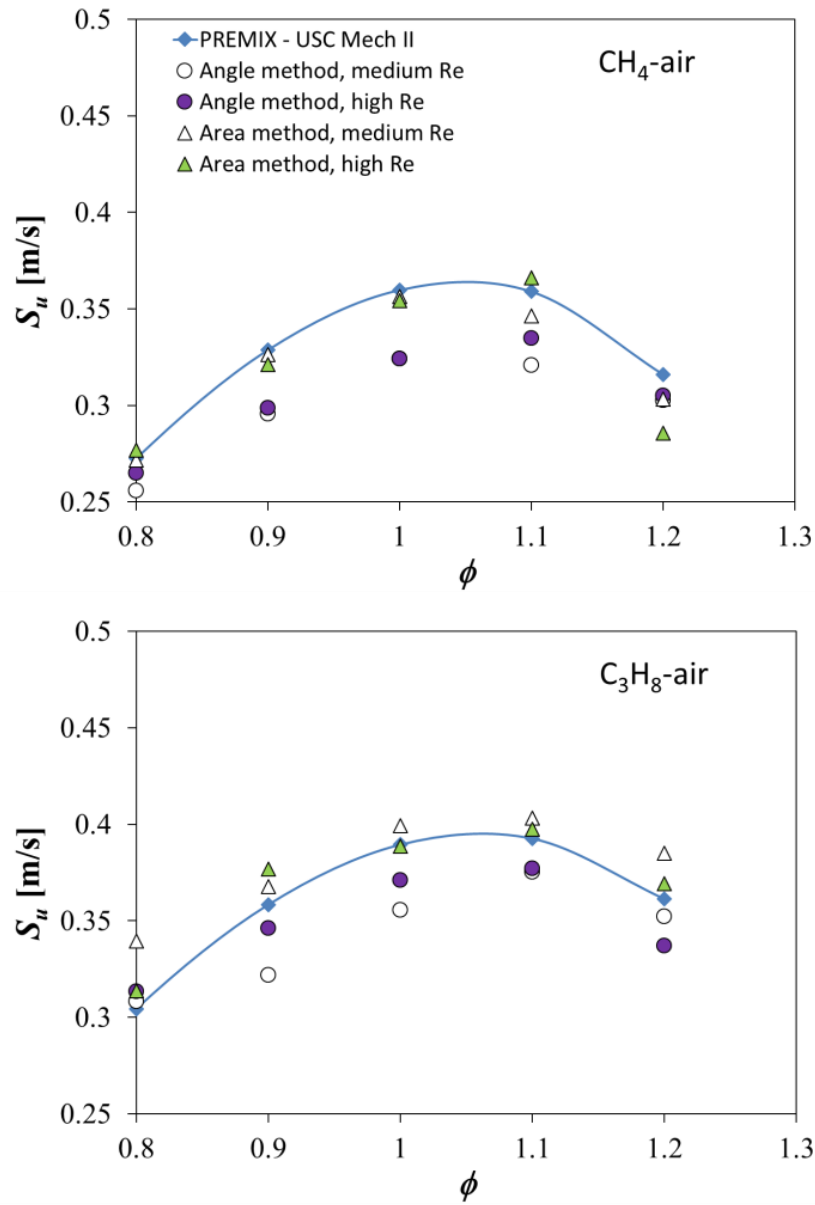 0.5
0.45
0.4
0.35
0.3
0.25
S_u [m/s]
PREMIX - USC Mech II
Angle method, medium Re
Angle method, high Re
Area method, medium Re
Area method, high Re
CH₄-air
0.8 0.9 1 1.1 1.2 1.3
ϕ
0.5
0.45
0.4
0.35
0.3
0.25
S_u [m/s]
C₃H₈-air
0.8 0.9 1 1.1 1.2 1.3
ϕ